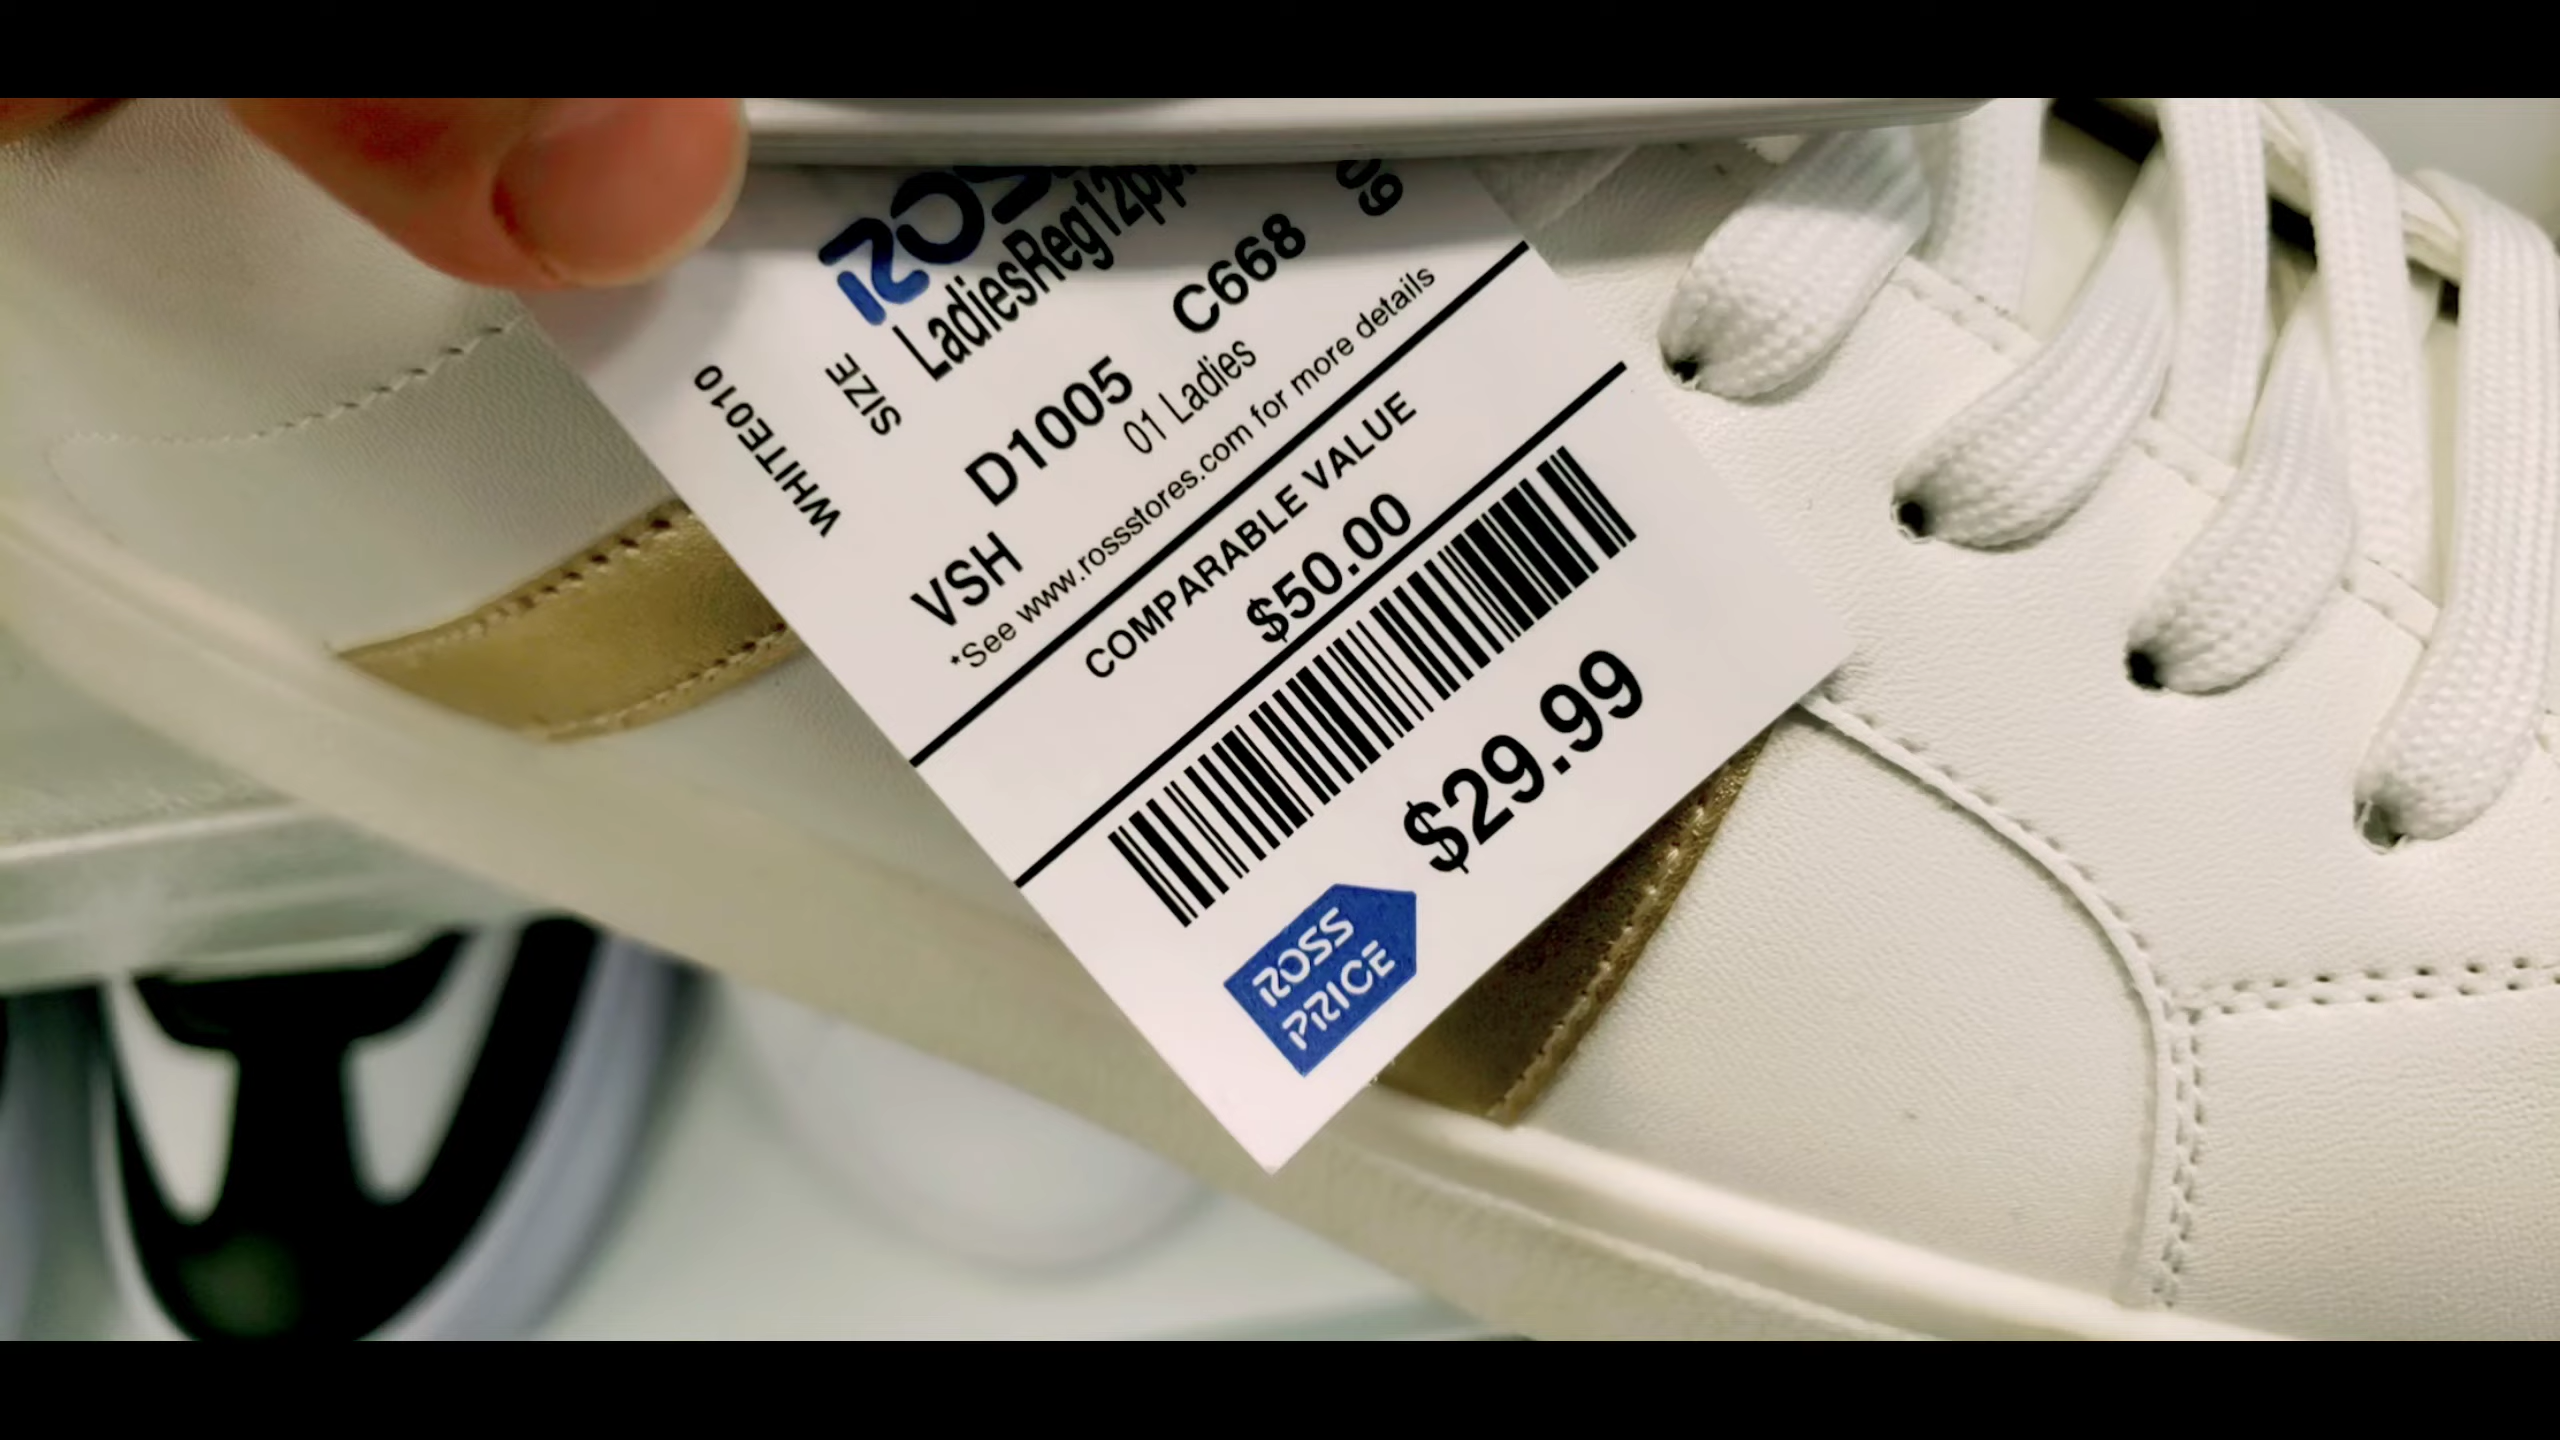 ROSS
LadiesReg12pp
D1005 C668
01 Ladies
VSH
*See www.rossstores.com for more details
SIZE
WHITE010
COMPARABLE VALUE
$50.00
$29.99
ROSS
PRICE